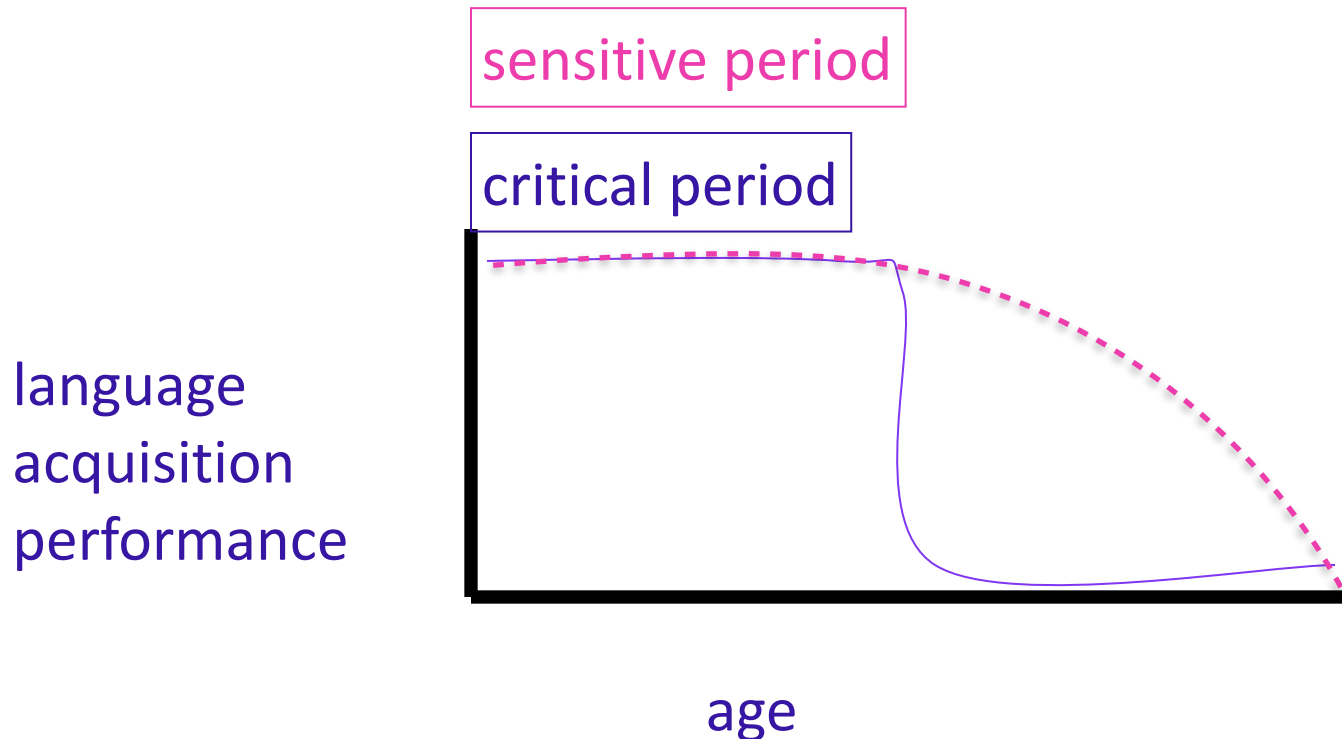 sensitive period
critical period
language
acquisition
performance
age